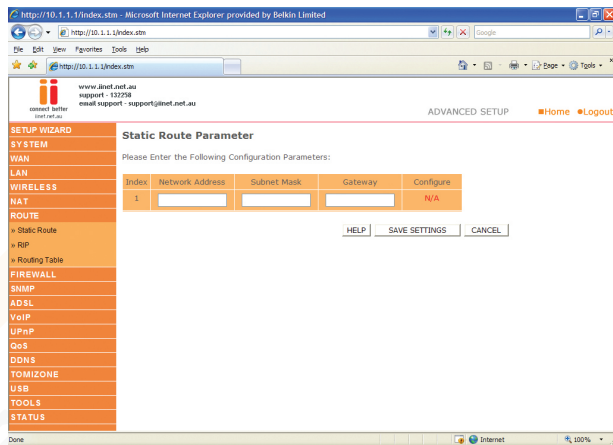 http://10.1.1.1/index.stm - Microsoft Internet Explorer provided by Belkin Limited
http://10.1.1.1/index.stm
Google
File Edit View Favorites Tools Help
http://10.1.1.1/index.stm
Page Tools
www.iinet.net.au
support - 132258
email support - support@iinet.net.au
connect better
iinet.net.au
ADVANCED SETUP
Home Logout
SETUP WIZARD
SYSTEM
WAN
LAN
WIRELESS
NAT
ROUTE
» Static Route
» RIP
» Routing Table
FIREWALL
SNMP
ADSL
VoIP
UPnP
QoS
DDNS
TOMIZONE
USB
TOOLS
STATUS
Static Route Parameter
Please Enter the Following Configuration Parameters:
Index Network Address Subnet Mask Gateway Configure
1 N/A
HELP SAVE SETTINGS CANCEL
Done
Internet
100%